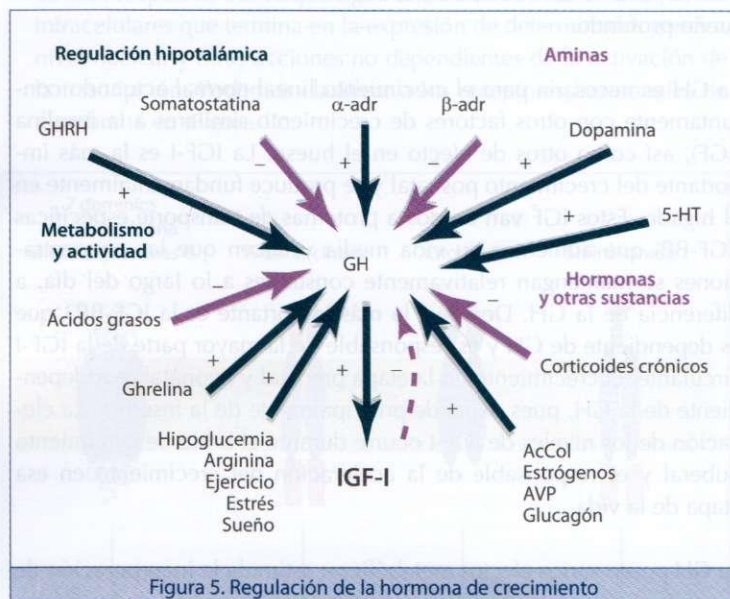 Regulación hipotalámica
Aminas
Somatostatina
α-adr
β-adr
GHRH
Dopamina
+
+
5-HT
+
Metabolismo
y actividad
GH
Hormonas
y otras sustancias
–
–
Ácidos grasos
Corticoides crónicos
+
+
–
Ghrelina
+
Hipoglucemia
Arginina
Ejercicio
Estrés
Sueño
IGF-I
AcCol
Estrógenos
AVP
Glucagón
Figura 5. Regulación de la hormona de crecimiento